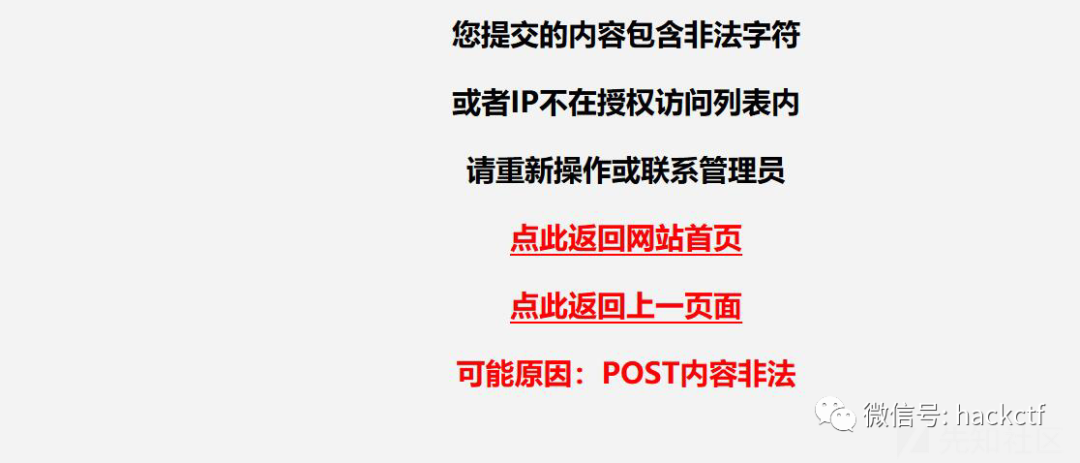 您提交的内容包含非法字符
或者IP不在授权访问列表内
请重新操作或联系管理员
点此返回网站首页
点此返回上一页面
可能原因：POST内容非法
微信号: hackctf
先知社区